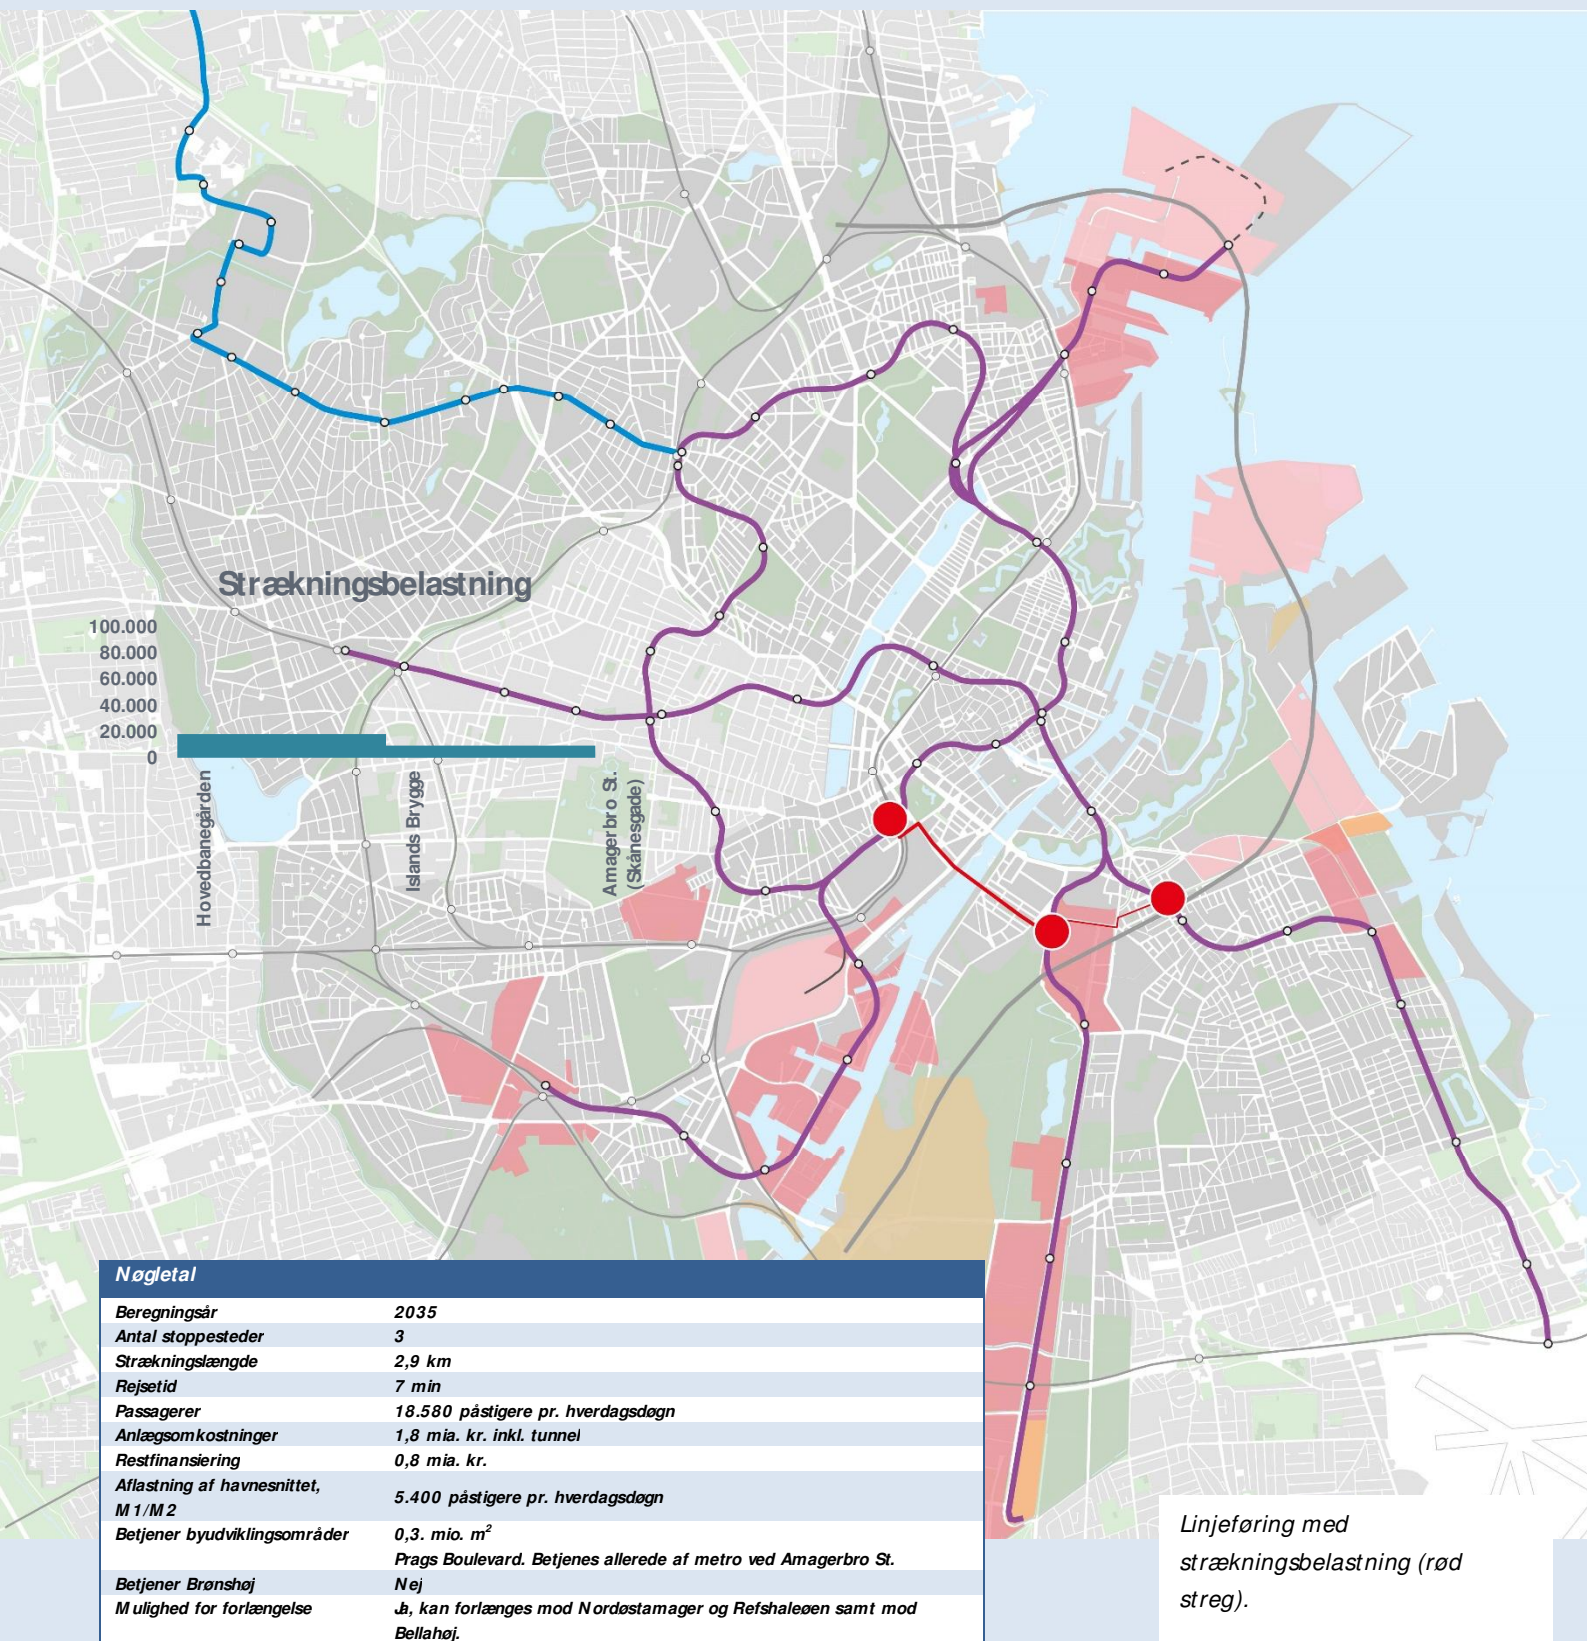 Strækningsbelastning
100.000
80.000
60.000
40.000
20.000
0
Hovedbanegården
Islands Brygge
Amagerbro St.
(Skånesgade)
Nøgletal
Beregningsår 2035
Antal stoppesteder 3
Strækningslængde 2,9 km
Rejsetid 7 min
Passagerer 18.580 påstigere pr. hverdagsdøgn
Anlægsomkostninger 1,8 mia. kr. inkl. tunnel
Restfinansiering 0,8 mia. kr.
Aflastning af havnesnittet,
M1/M2 5.400 påstigere pr. hverdagsdøgn
Betjener byudviklingsområder 0,3. mio. m²
Prags Boulevard. Betjenes allerede af metro ved Amagerbro St.
Betjener Brønshøj Nej
Mulighed for forlængelse Ja, kan forlænges mod Nordøstamager og Refshaleøen samt mod
Bellahøj.
Linjeføring med
strækningsbelastning (rød
streg).